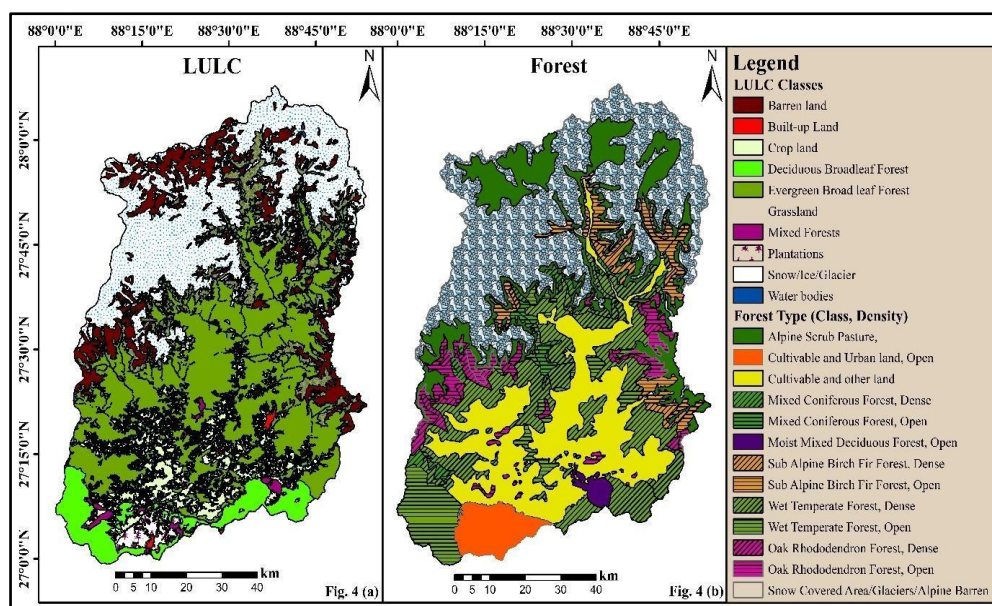 88°0'0"E 88°15'0"E 88°30'0"E 88°45'0"E 88°0'0"E 88°15'0"E 88°30'0"E 88°45'0"E
LULC
N
Forest
N
28°0'0"N
27°45'0"N
27°30'0"N
27°15'0"N
27°0'0"N
km
0 5 10 20 30 40
Fig. 4 (a)
km
0 5 10 20 30 40
Fig. 4 (b)
Legend
LULC Classes
Barren land
Built-up Land
Crop land
Deciduous Broadleaf Forest
Evergreen Broad leaf Forest
Grassland
Mixed Forests
Plantations
Snow/Ice/Glacier
Water bodies
Forest Type (Class, Density)
Alpine Scrub Pasture,
Cultivable and Urban land, Open
Cultivable and other land
Mixed Coniferous Forest, Dense
Mixed Coniferous Forest, Open
Moist Mixed Deciduous Forest, Open
Sub Alpine Birch Fir Forest, Dense
Sub Alpine Birch Fir Forest, Open
Wet Temperate Forest, Dense
Wet Temperate Forest, Open
Oak Rhododendron Forest, Dense
Oak Rhododendron Forest, Open
Snow Covered Area/Glaciers/Alpine Barren